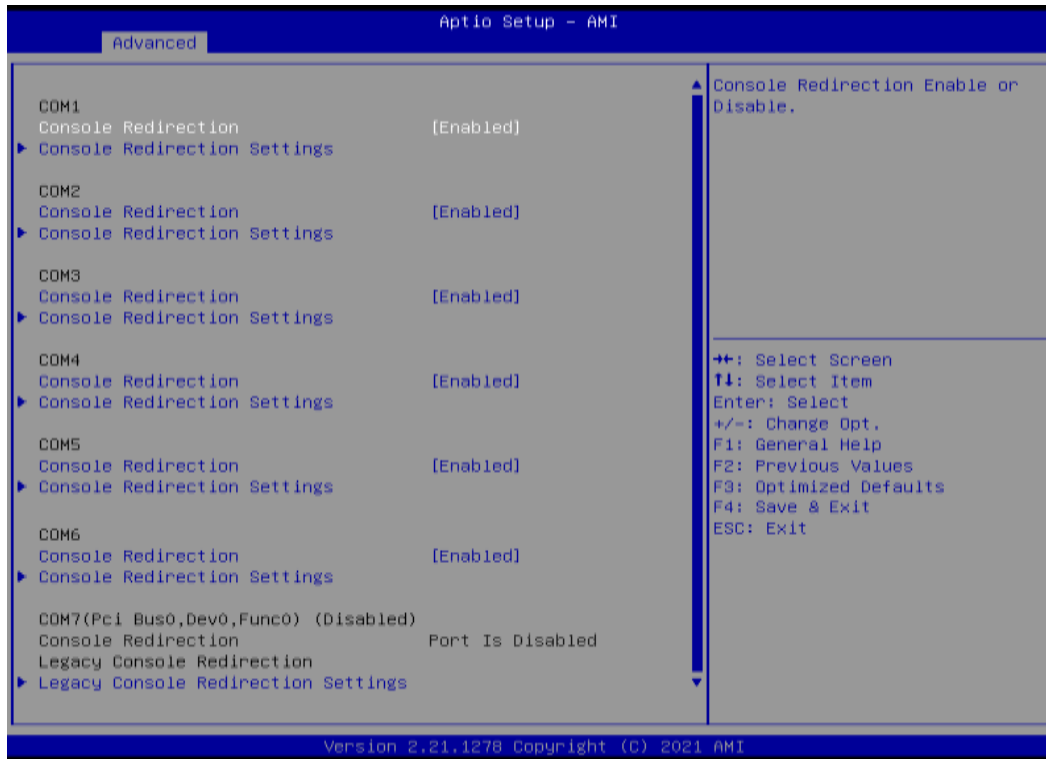 Aptio Setup – AMI
Advanced
COM1
Console Redirection [Enabled]
Console Redirection Settings
COM2
Console Redirection [Enabled]
Console Redirection Settings
COM3
Console Redirection [Enabled]
Console Redirection Settings
COM4
Console Redirection [Enabled]
Console Redirection Settings
COM5
Console Redirection [Enabled]
Console Redirection Settings
COM6
Console Redirection [Enabled]
Console Redirection Settings
COM7(Pci Bus0,Dev0,Func0) (Disabled)
Console Redirection Port Is Disabled
Legacy Console Redirection
Legacy Console Redirection Settings
Console Redirection Enable or
Disable.
→←: Select Screen
↑↓: Select Item
Enter: Select
+/-: Change Opt.
F1: General Help
F2: Previous Values
F3: Optimized Defaults
F4: Save & Exit
ESC: Exit
Version 2.21.1278 Copyright (C) 2021 AMI